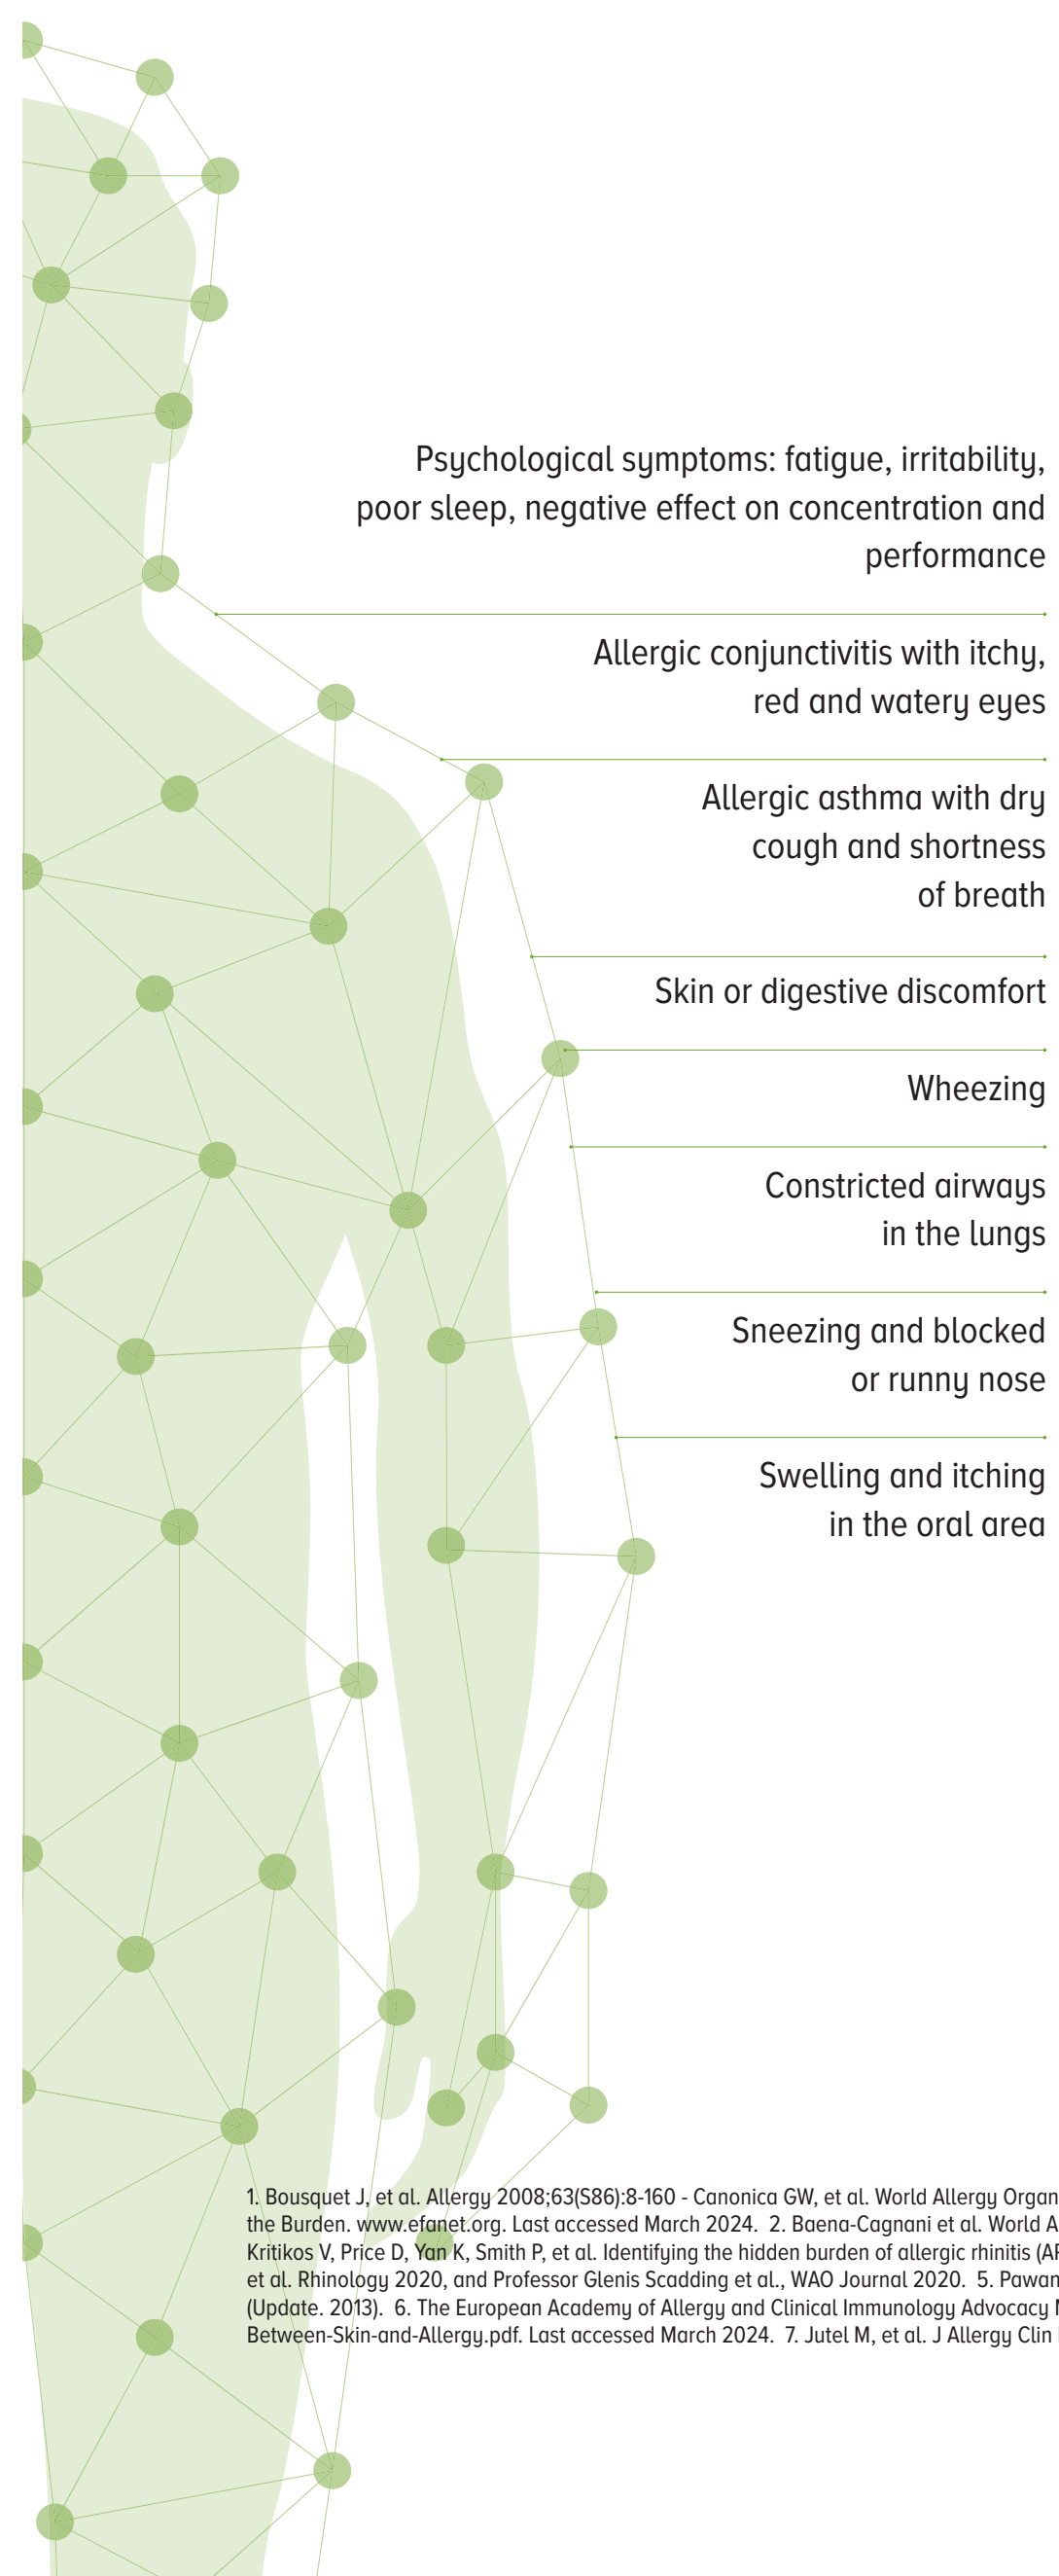 Psychological symptoms: fatigue, irritability,
poor sleep, negative effect on concentration and
performance
Allergic conjunctivitis with itchy,
red and watery eyes
Allergic asthma with dry
cough and shortness
of breath
Skin or digestive discomfort
Wheezing
Constricted airways
in the lungs
Sneezing and blocked
or runny nose
Swelling and itching
in the oral area
1. Bousquet J, et al. Allergy 2008;63(S86):8-160 - Canonica GW, et al. World Allergy Organ
the Burden. www.efanet.org. Last accessed March 2024. 2. Baena-Cagnani et al. World A
Kritikos V, Price D, Yan K, Smith P, et al. Identifying the hidden burden of allergic rhinitis (AR
et al. Rhinology 2020, and Professor Glenis Scadding et al., WAO Journal 2020. 5. Pawan
(Update. 2013). 6. The European Academy of Allergy and Clinical Immunology Advocacy
Between-Skin-and-Allergy.pdf. Last accessed March 2024. 7. Jutel M, et al. J Allergy Clin